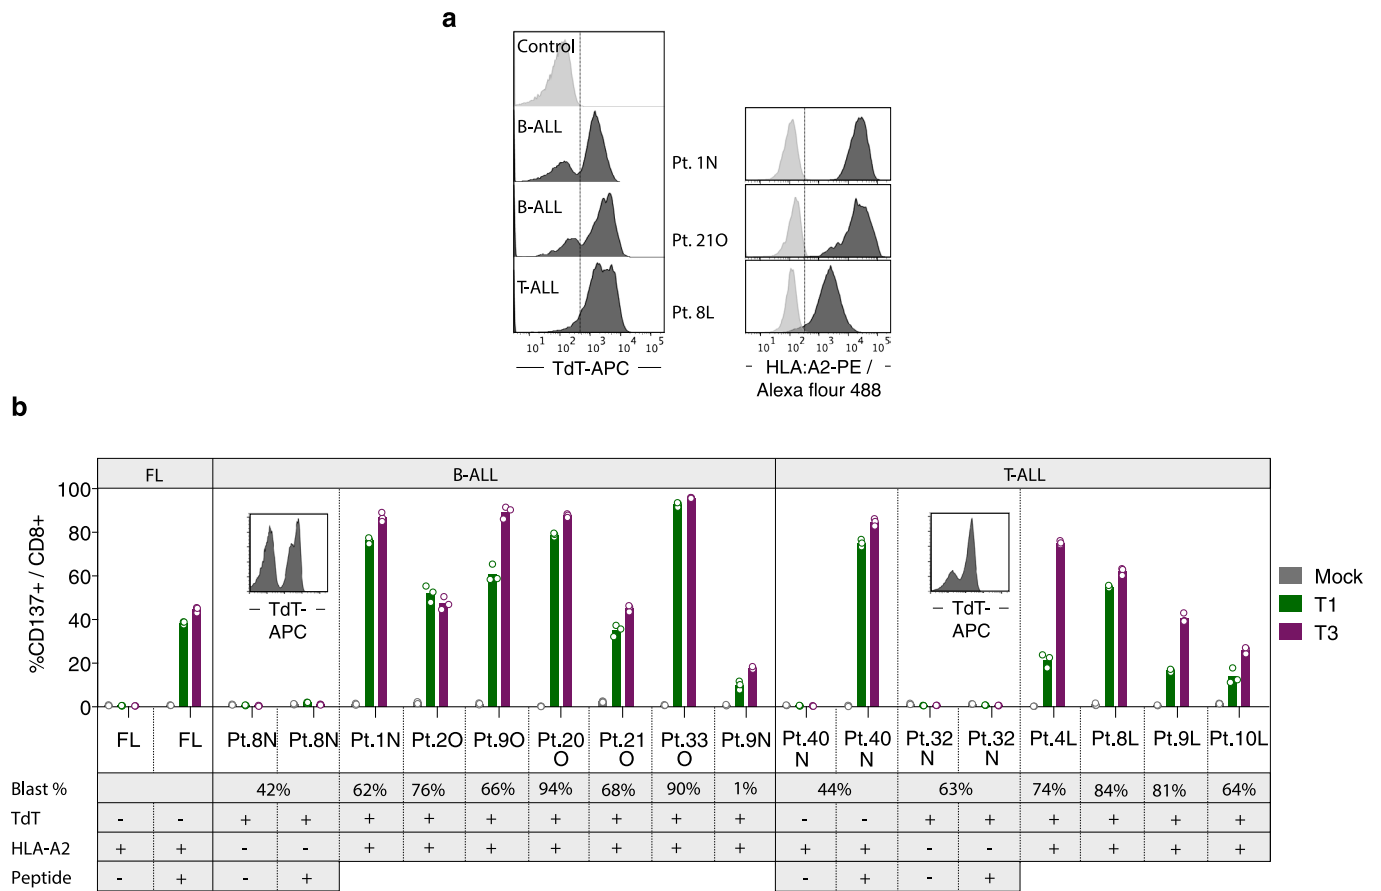 a
Control
B-ALL
Pt. 1N
B-ALL
Pt. 21O
T-ALL
Pt. 8L
10¹ 10² 10³ 10⁴ 10⁵
10¹ 10² 10³ 10⁴ 10⁵
TdT-APC
HLA:A2-PE /
Alexa flour 488
b
FL B-ALL T-ALL
%CD137+ / CD8+
100
80
60
40
20
0
TdT-
APC
TdT-
APC
Mock
T1
T3
FL FL Pt.8N Pt.8N Pt.1N Pt.2O Pt.9O Pt.20 Pt.21 Pt.33 Pt.9N Pt.40 Pt.40 Pt.32 Pt.32 Pt.4L Pt.8L Pt.9L Pt.10L
O O O N N N N
Blast % 42% 62% 76% 66% 94% 68% 90% 1% 44% 63% 74% 84% 81% 64%
TdT - - + + + + + + + + + - - + + + + + +
HLA-A2 + + - - + + + + + + + + + - - + + + +
Peptide - + - + - + - +